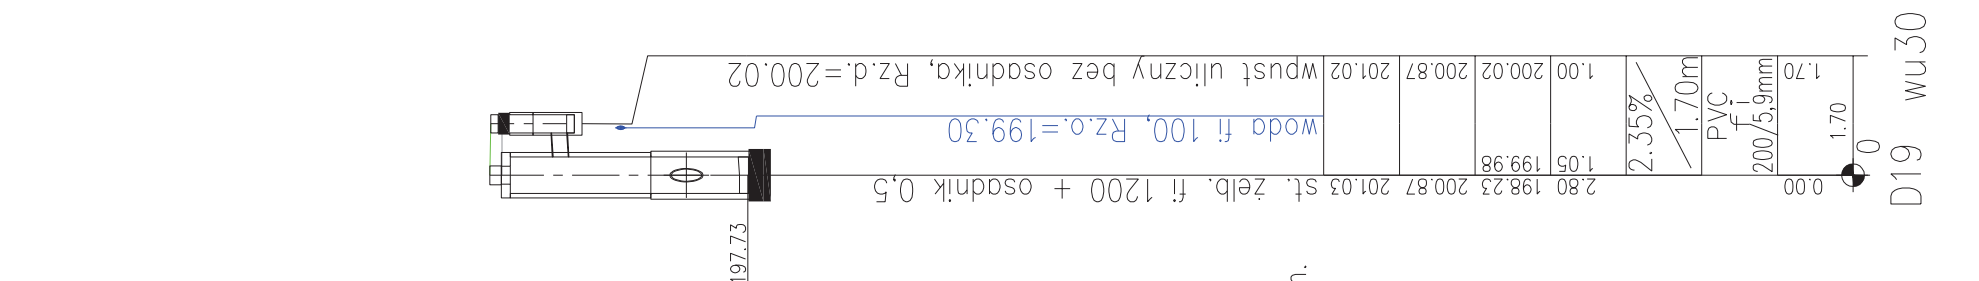 wpust uliczny bez osadnika, Rz.d.=200.02
woda fi 100, Rz.o.=199.30
st. żelb. fi 1200 + osadnik 0,5
201.02
200.87
200.02
1.00
1.70
199.98
1.05
201.03
200.87
198.23
2.80
0.00
2.35%
1.70m
PVC
fi
200/5,9mm
1.70
0
D19
wu30
197.73